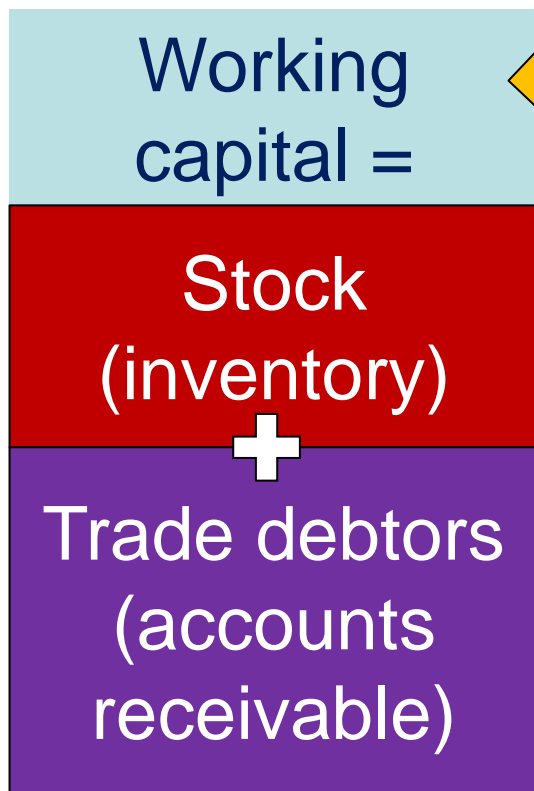 Working
capital =
Stock
(inventory)
Trade debtors
(accounts
receivable)